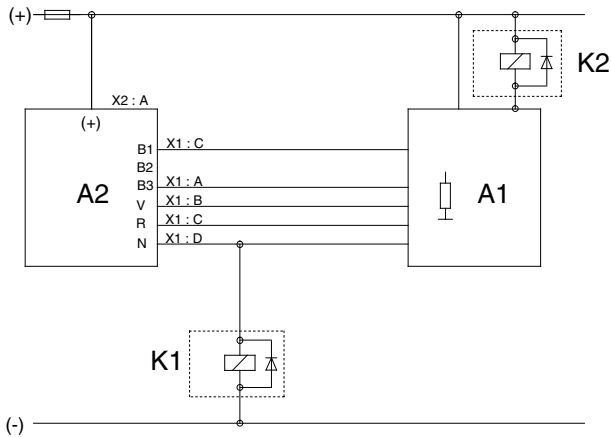 (+)
K2
X2 : A
(+)
B1 X1 : C
B2
B3 X1 : A
A2
A1
V X1 : B
R X1 : C
N X1 : D
K1
(-)